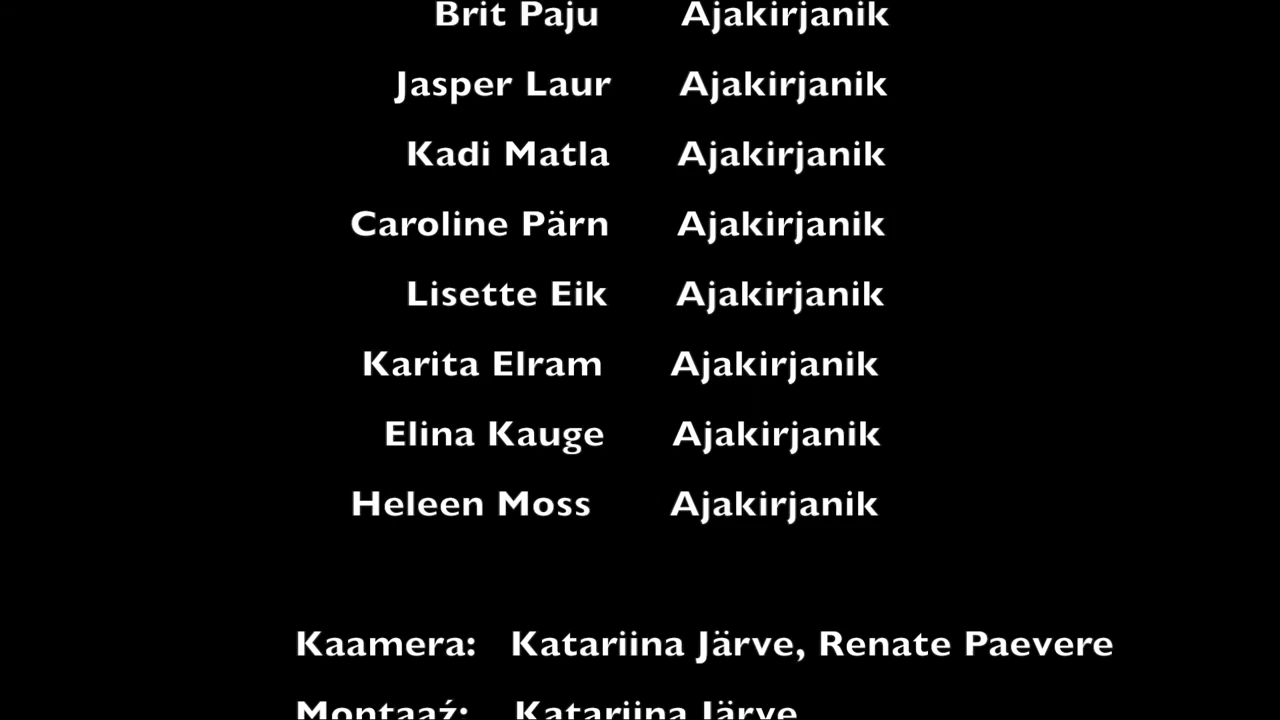 Brit Paju Ajakirjanik
Jasper Laur Ajakirjanik
Kadi Matla Ajakirjanik
Caroline Pärn Ajakirjanik
Lisette Eik Ajakirjanik
Karita Elram Ajakirjanik
Elina Kauge Ajakirjanik
Heleen Moss Ajakirjanik
Kaamera: Katariina Järve, Renate Paevere
Montaaź: Katariina Järve